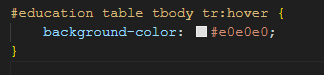 #education table tbody tr:hover {
    background-color: #e0e0e0;
}